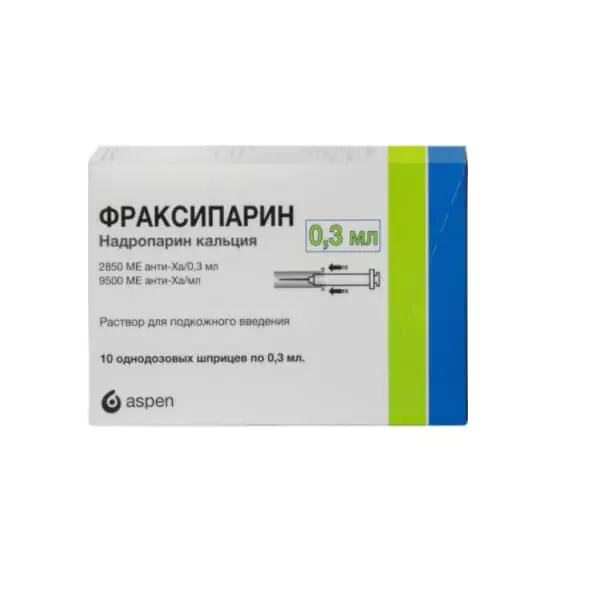 ФРАКСИПАРИН
Надропарин кальция
0,3 мл
2850 МЕ анти-Ха/0,3 мл
9500 МЕ анти-Ха/мл
Раствор для подкожного введения
10 однодозовых шприцев по 0,3 мл.
aspen